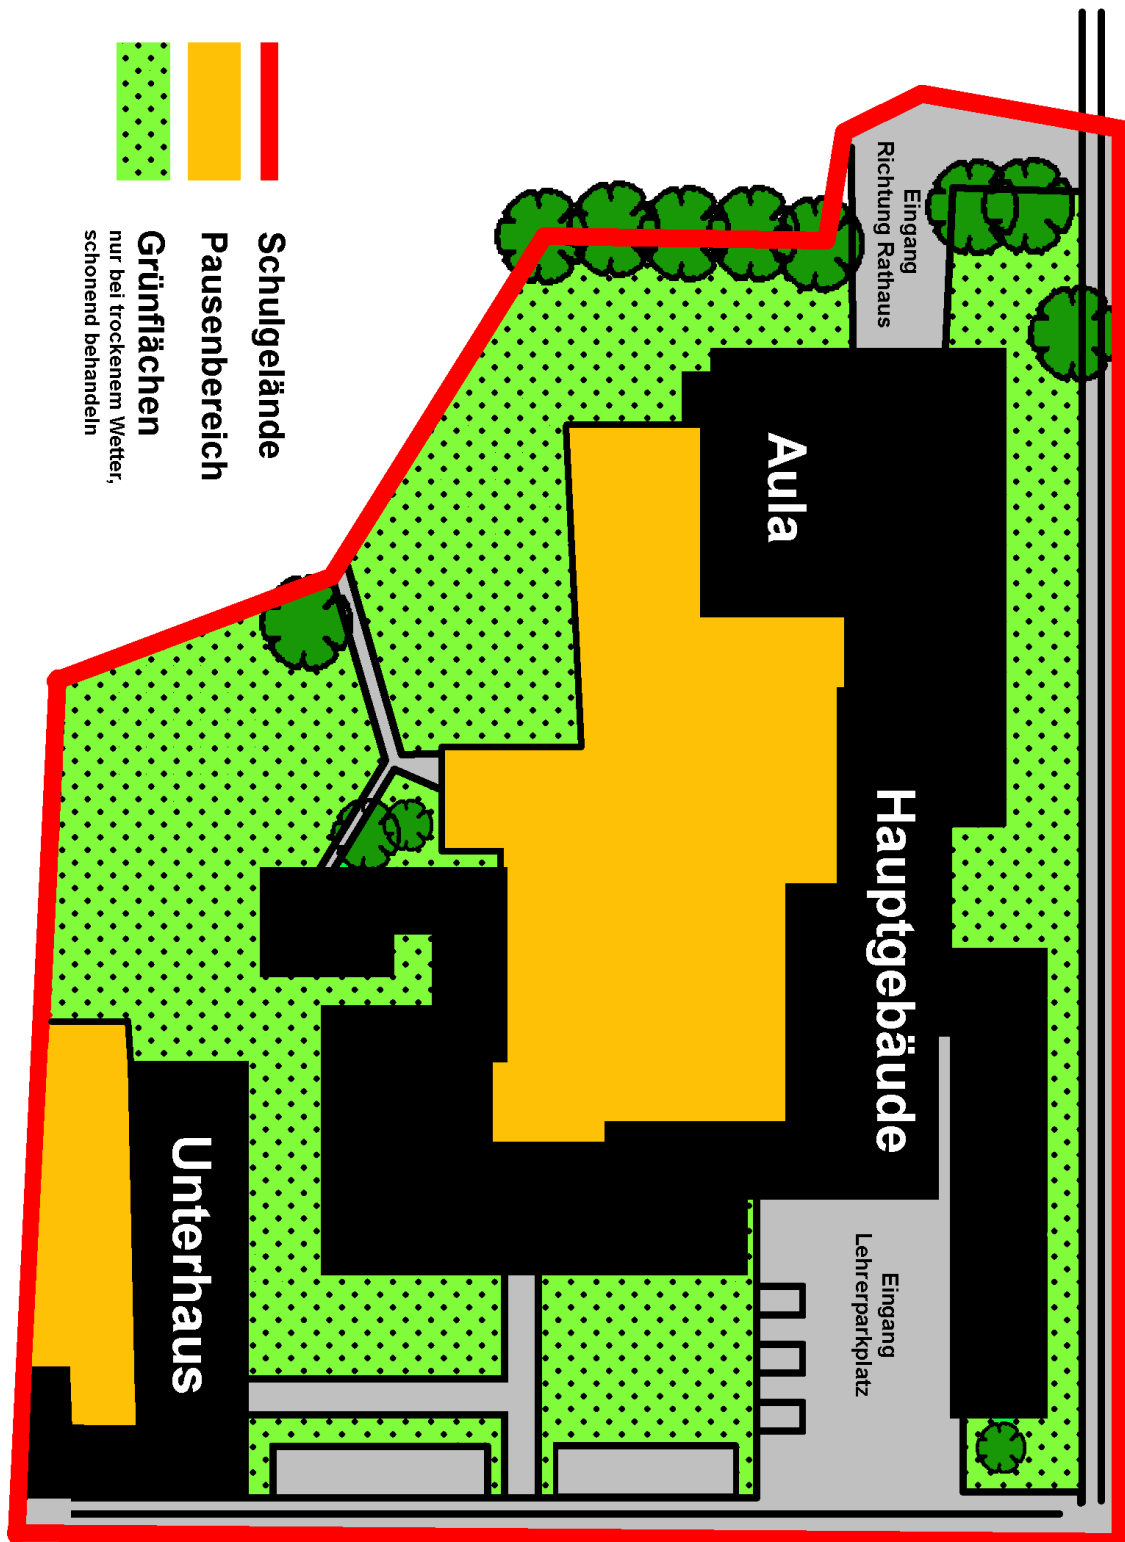 Schulgelände
Pausenbereich
Grünflächen
nur bei trockenem Wetter,
schonend behandeln
Eingang
Richtung Rathaus
Aula
Hauptgebäude
Eingang
Lehrerparkplatz
Unterhaus